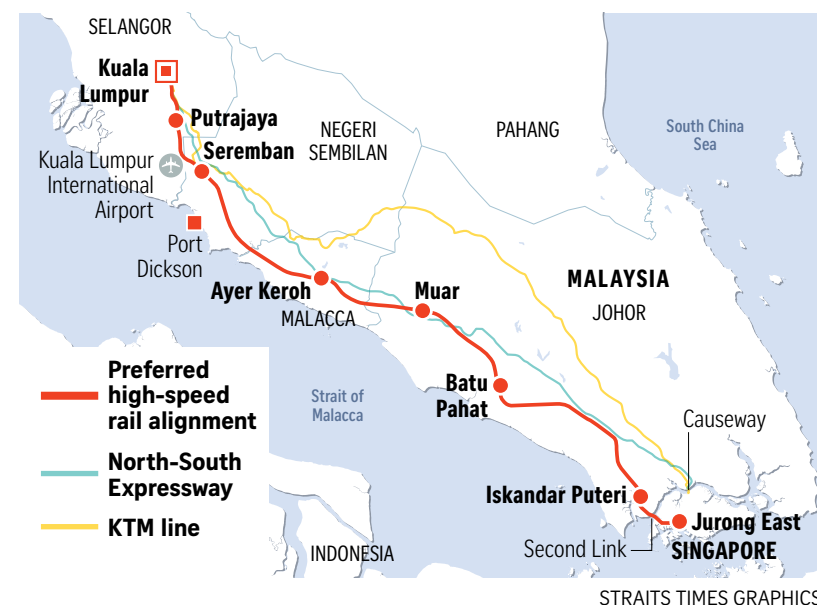 SELANGOR
Kuala
Lumpur
Putrajaya
Seremban
Kuala Lumpur
International
Airport
Port
Dickson
NEGERI
SEMBILAN
PAHANG
South China
Sea
Ayer Keroh
MALACCA
Muar
MALAYSIA
JOHOR
Batu
Pahat
Strait of
Malacca
Causeway
Iskandar Puteri
Jurong East
SINGAPORE
Second Link
INDONESIA
Preferred
high-speed
rail alignment
North-South
Expressway
KTM line
STRAITS TIMES GRAPHICS